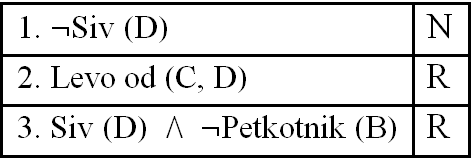 1. ¬Siv (D) N
2. Levo od (C, D) R
3. Siv (D) /\ ¬Petkotnik (B) R